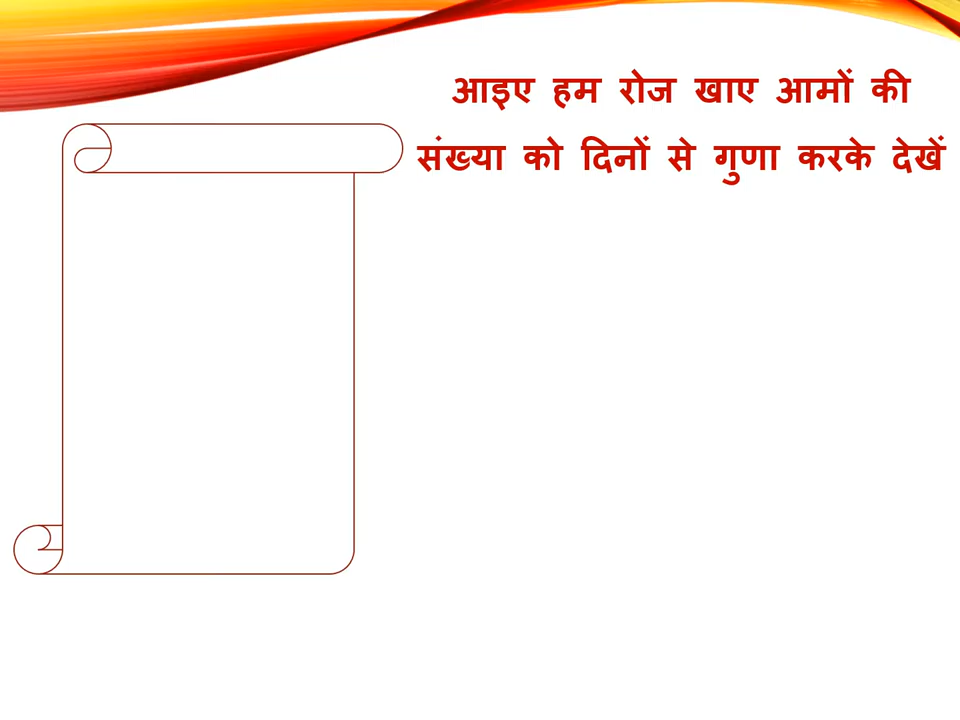 आइए हम रोज खाए आमों की
संख्या को दिनों से गुणा करके देखें